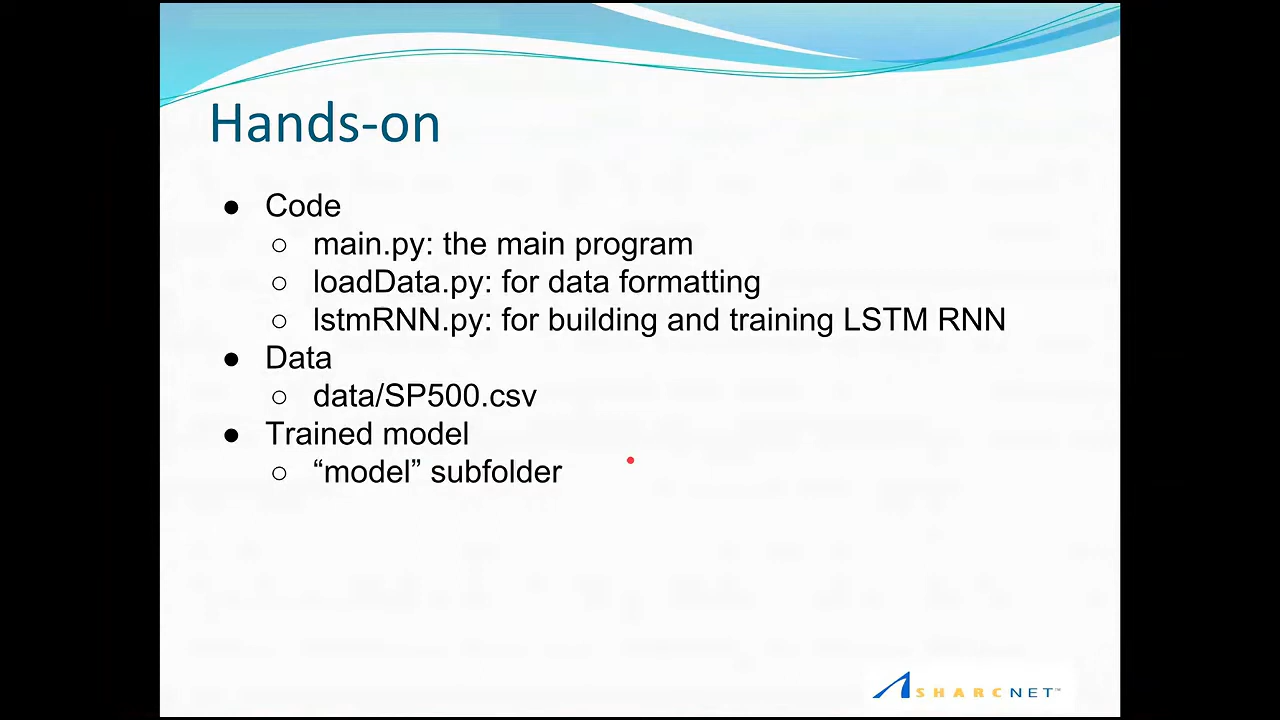 Hands-on
● Code
○ main.py: the main program
○ loadData.py: for data formatting
○ lstmRNN.py: for building and training LSTM RNN
● Data
○ data/SP500.csv
● Trained model
○ “model” subfolder
SHARCNET™